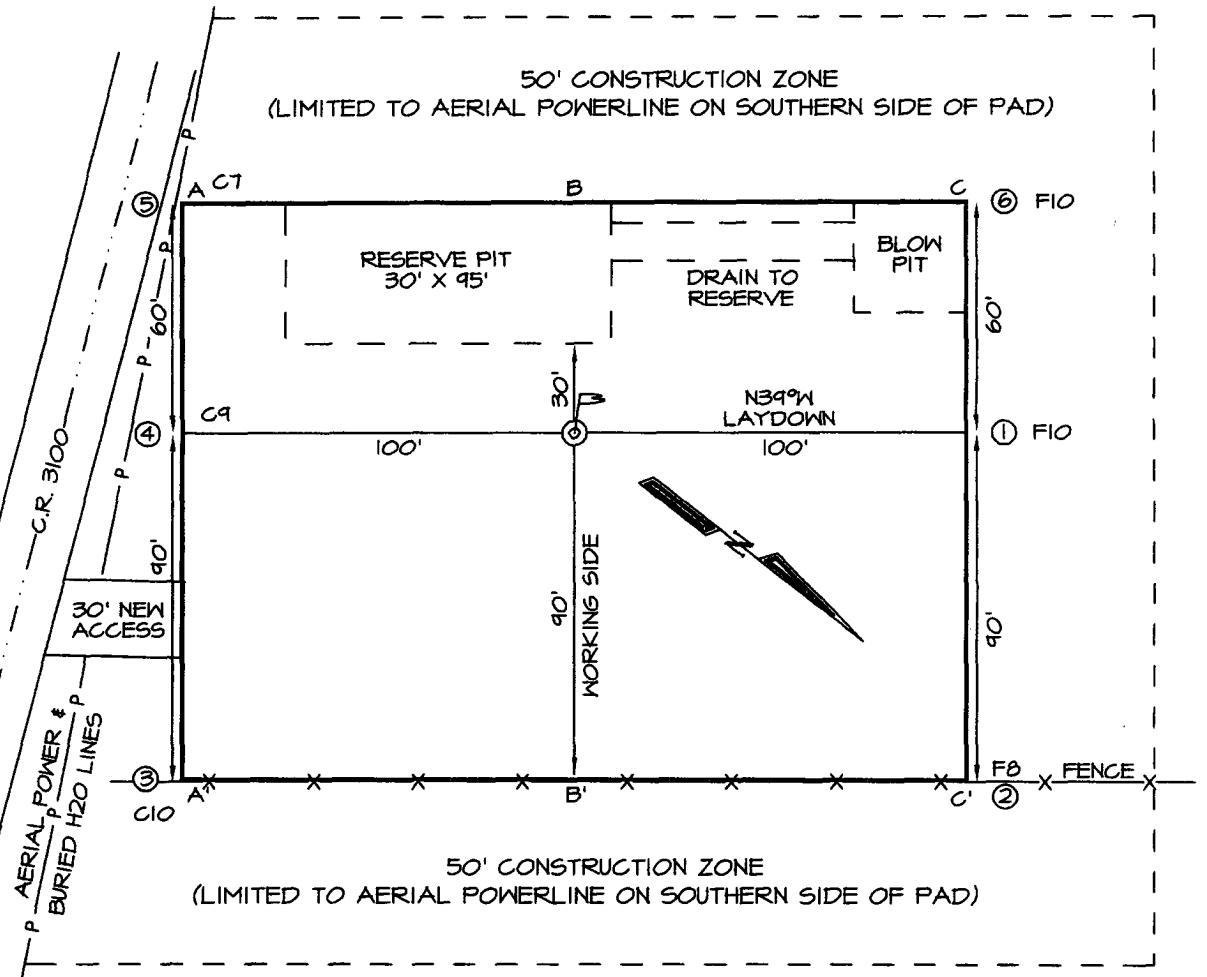 50' CONSTRUCTION ZONE
(LIMITED TO AERIAL POWERLINE ON SOUTHERN SIDE OF PAD)
P
A C7
B
C
5
6 F10
P
RESERVE PIT
30' X 95'
BLOW
PIT
DRAIN TO
RESERVE
60'
60'
P
30'
N39°W
LAYDOWN
C9
4
1 F10
100'
100'
P
C.R. 3100
N
90'
90'
90'
WORKING SIDE
30' NEW
ACCESS
P
AERIAL POWER &
BURIED H2O LINES
P
P
3
A'
B'
C'
F8
FENCE
2
C10
50' CONSTRUCTION ZONE
(LIMITED TO AERIAL POWERLINE ON SOUTHERN SIDE OF PAD)